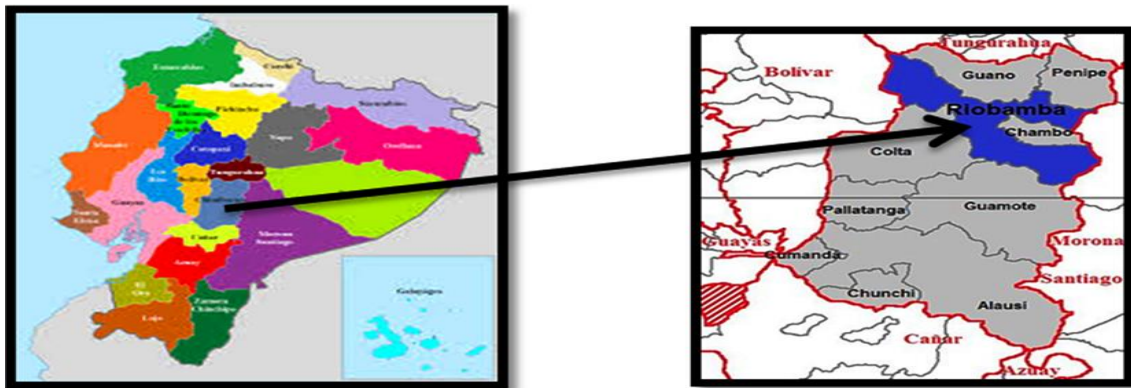 Esmeraldas
Carchi
Imbabura
Sucumbíos
Pichincha
Manabí
Napo
Orellana
Cotopaxi
Los
Ríos
Bolívar
Tungurahua
Guayas
Chimborazo
Santa
Elena
Cañar
Morona
Santiago
Azuay
El
Oro
Loja
Zamora
Chinchipe
Galápagos
Tungurahua
Bolívar
Guano
Penipe
Riobamba
Chambo
Colta
Pallatanga
Guamote
Guayas
Cumanda
Morona
Santiago
Chunchi
Alausi
Cañar
Azuay